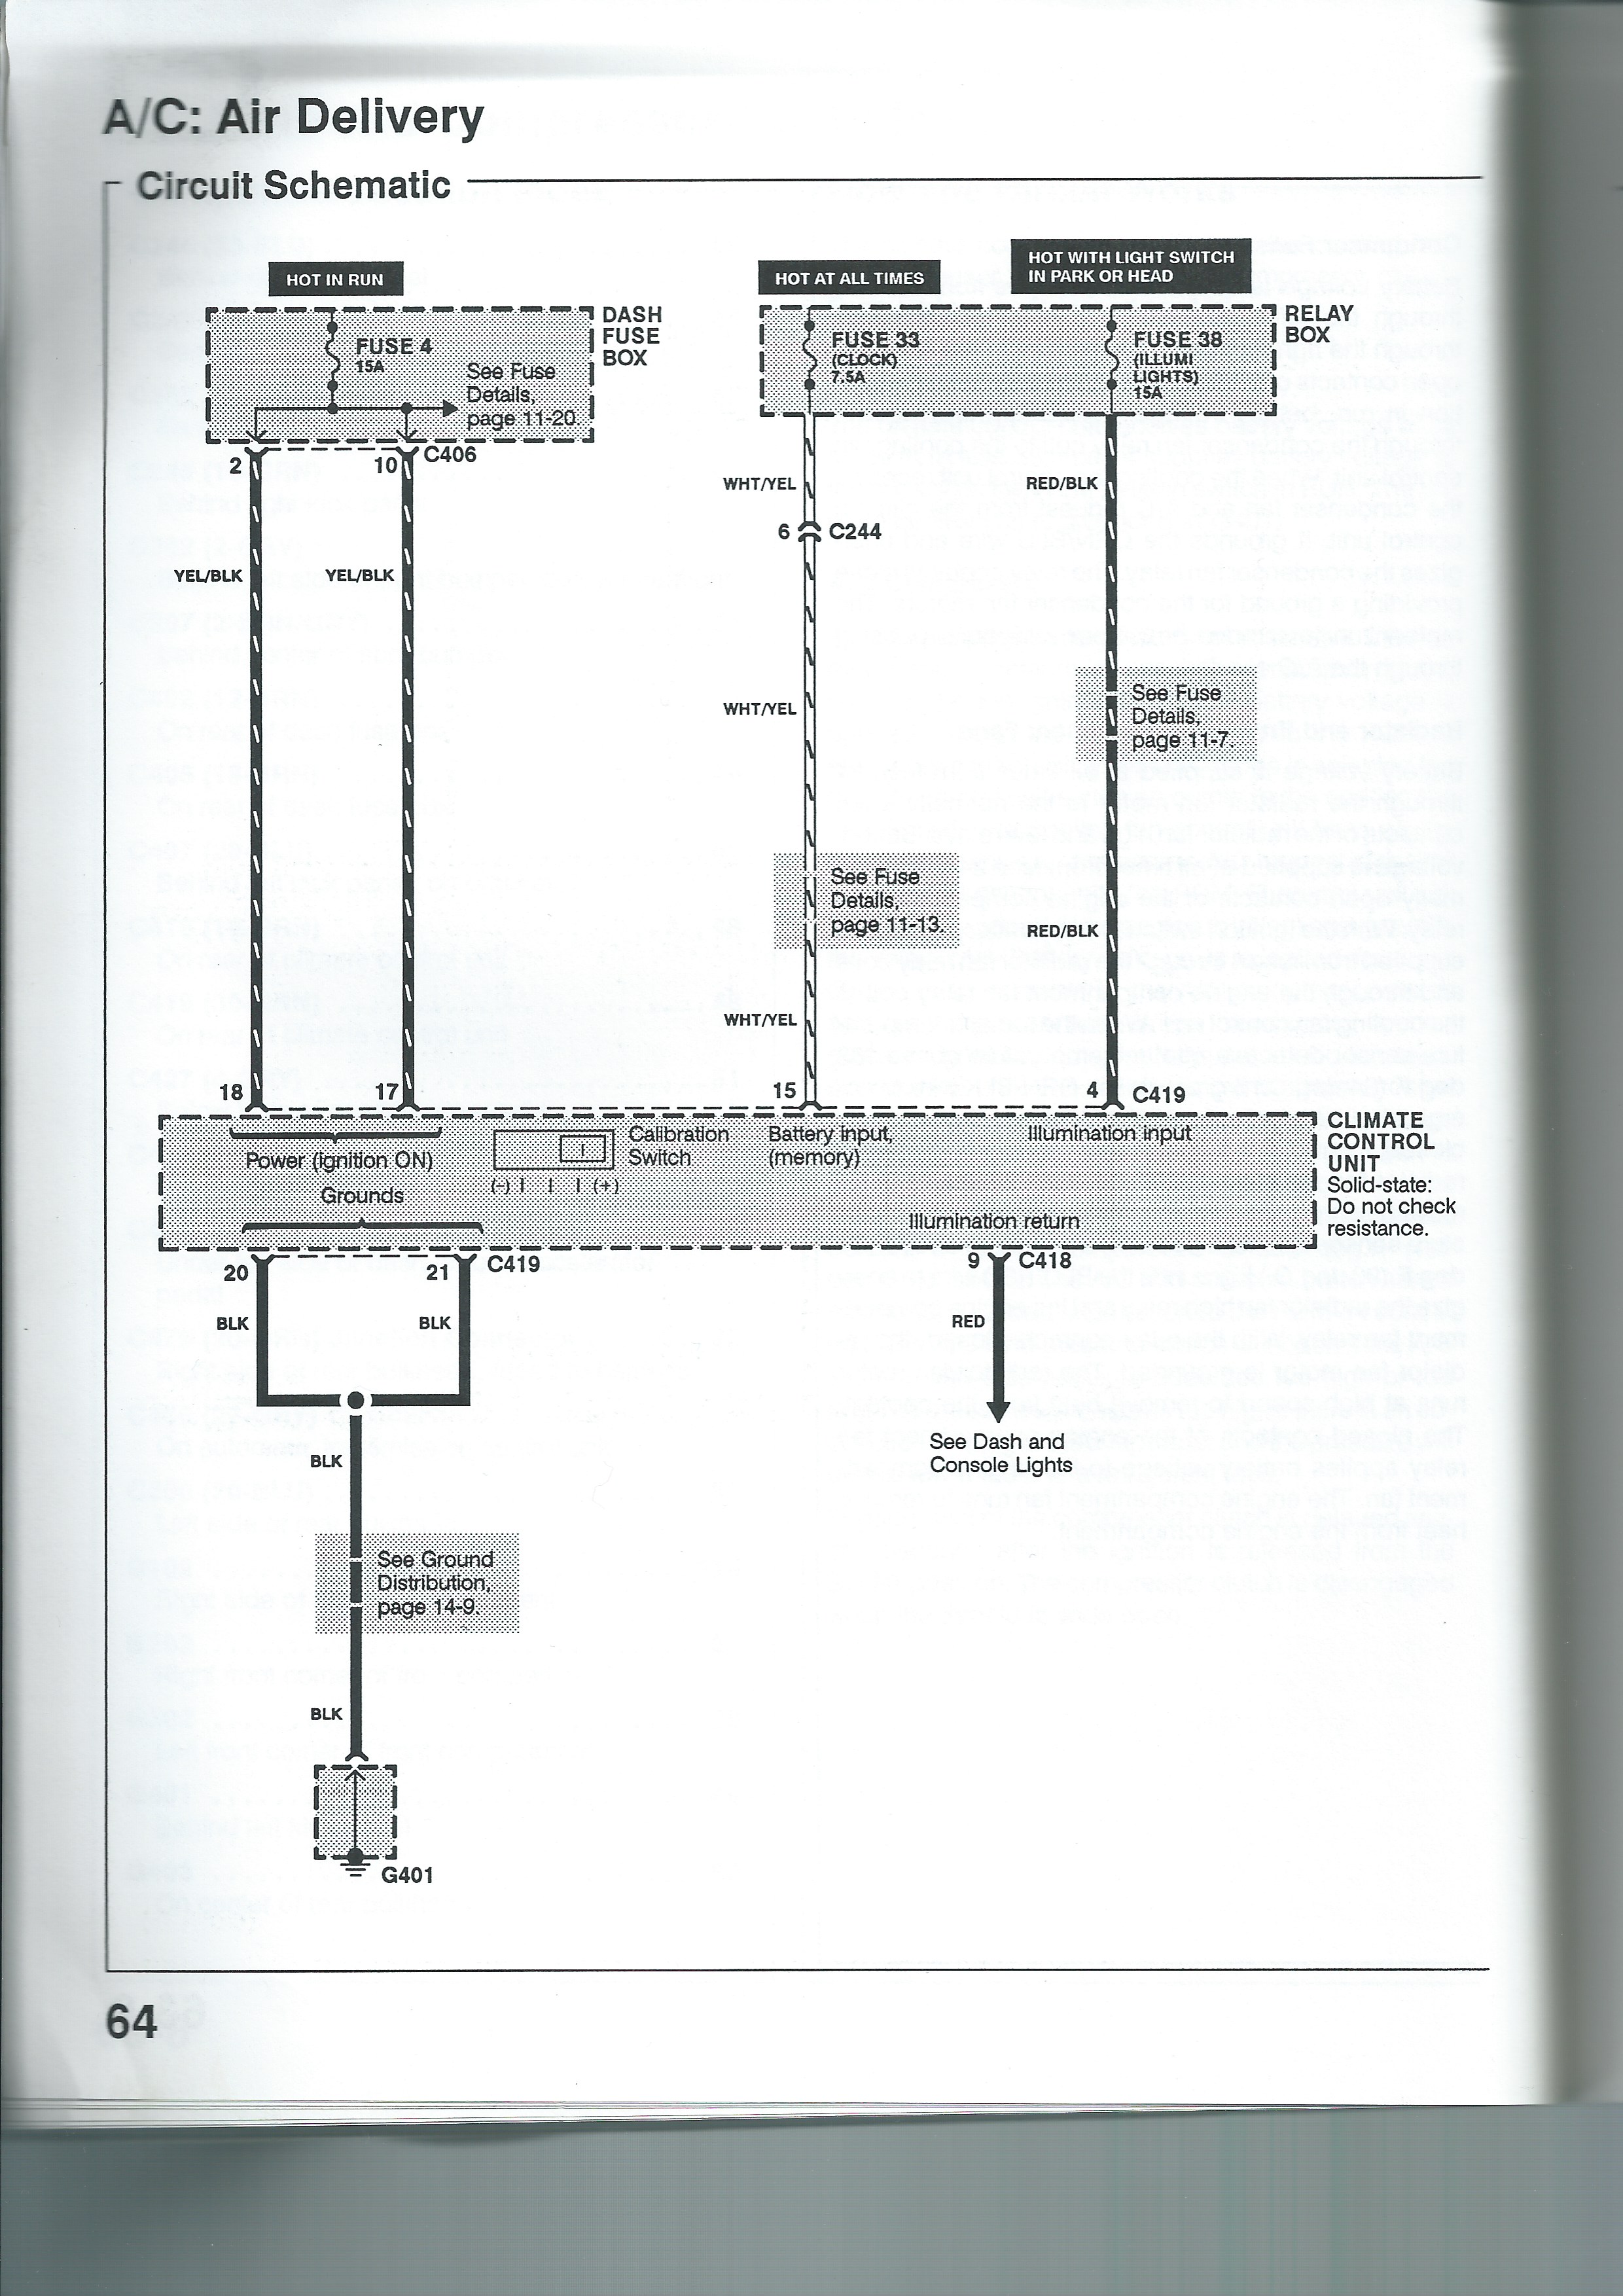 A/C: Air Delivery
Circuit Schematic
HOT IN RUN
HOT AT ALL TIMES
HOT WITH LIGHT SWITCH
IN PARK OR HEAD
DASH
FUSE
BOX
FUSE 4
15A
See Fuse
Details,
page 11-20.
RELAY
BOX
FUSE 33
(CLOCK)
7.5A
FUSE 38
(ILLUMI
LIGHTS)
15A
2
10
C406
WHT/YEL
RED/BLK
6
C244
YEL/BLK
YEL/BLK
WHT/YEL
See Fuse
Details,
page 11-7.
See Fuse
Details,
page 11-13.
RED/BLK
WHT/YEL
18
17
15
4
C419
Power (Ignition ON)
Calibration
Switch
(-)
(+)
Battery input,
(memory)
Illumination input
CLIMATE
CONTROL
UNIT
Solid-state:
Do not check
resistance.
Grounds
Illumination return
20
21
C419
9
C418
BLK
BLK
RED
See Dash and
Console Lights
BLK
See Ground
Distribution,
page 14-9.
BLK
G401
64